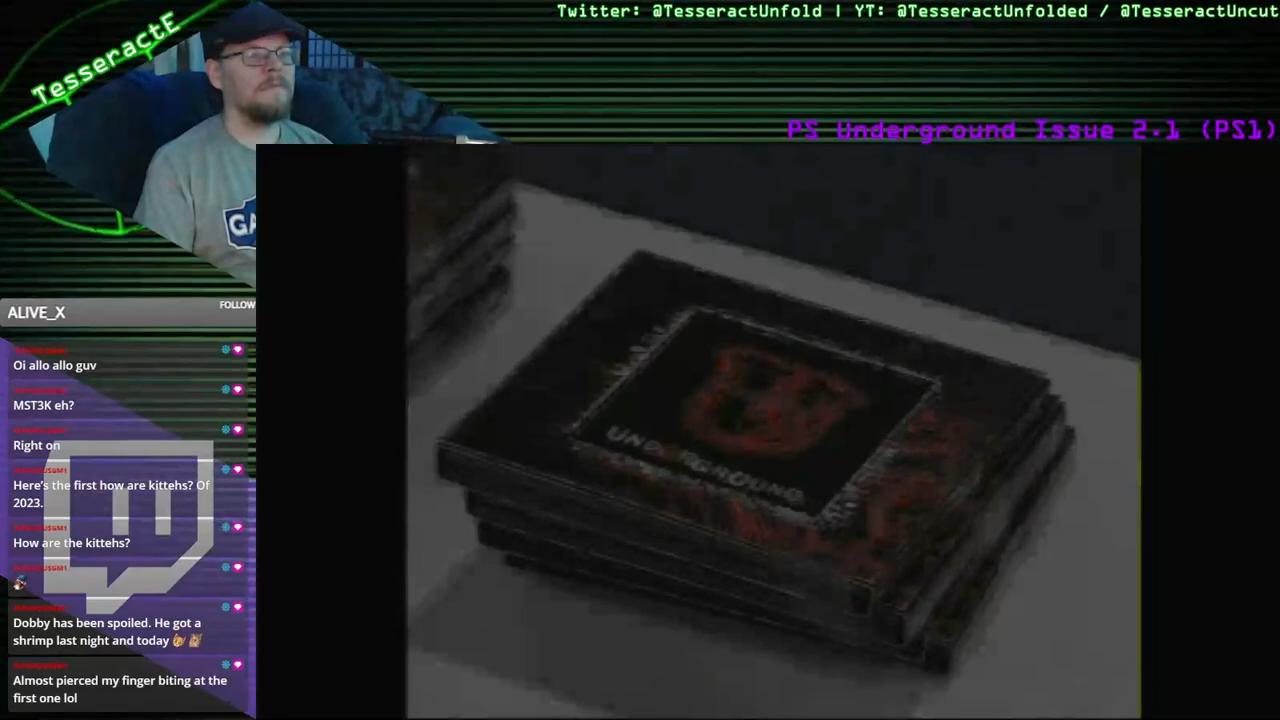 Twitter: @TesseractUnfold | YT: @TesseractUnfolded / @TesseractUncut
TesseractE
PS Underground Issue 2.1 (PS1)
GA
ALIVE_X
FOLLOW
Oi allo allo guv
MST3K eh?
Right on
Here's the first how are kittehs? Of
2023.
How are the kittehs?
Dobby has been spoiled. He got a
shrimp last night and today
Almost pierced my finger biting at the
first one lol
UNDERGROUND